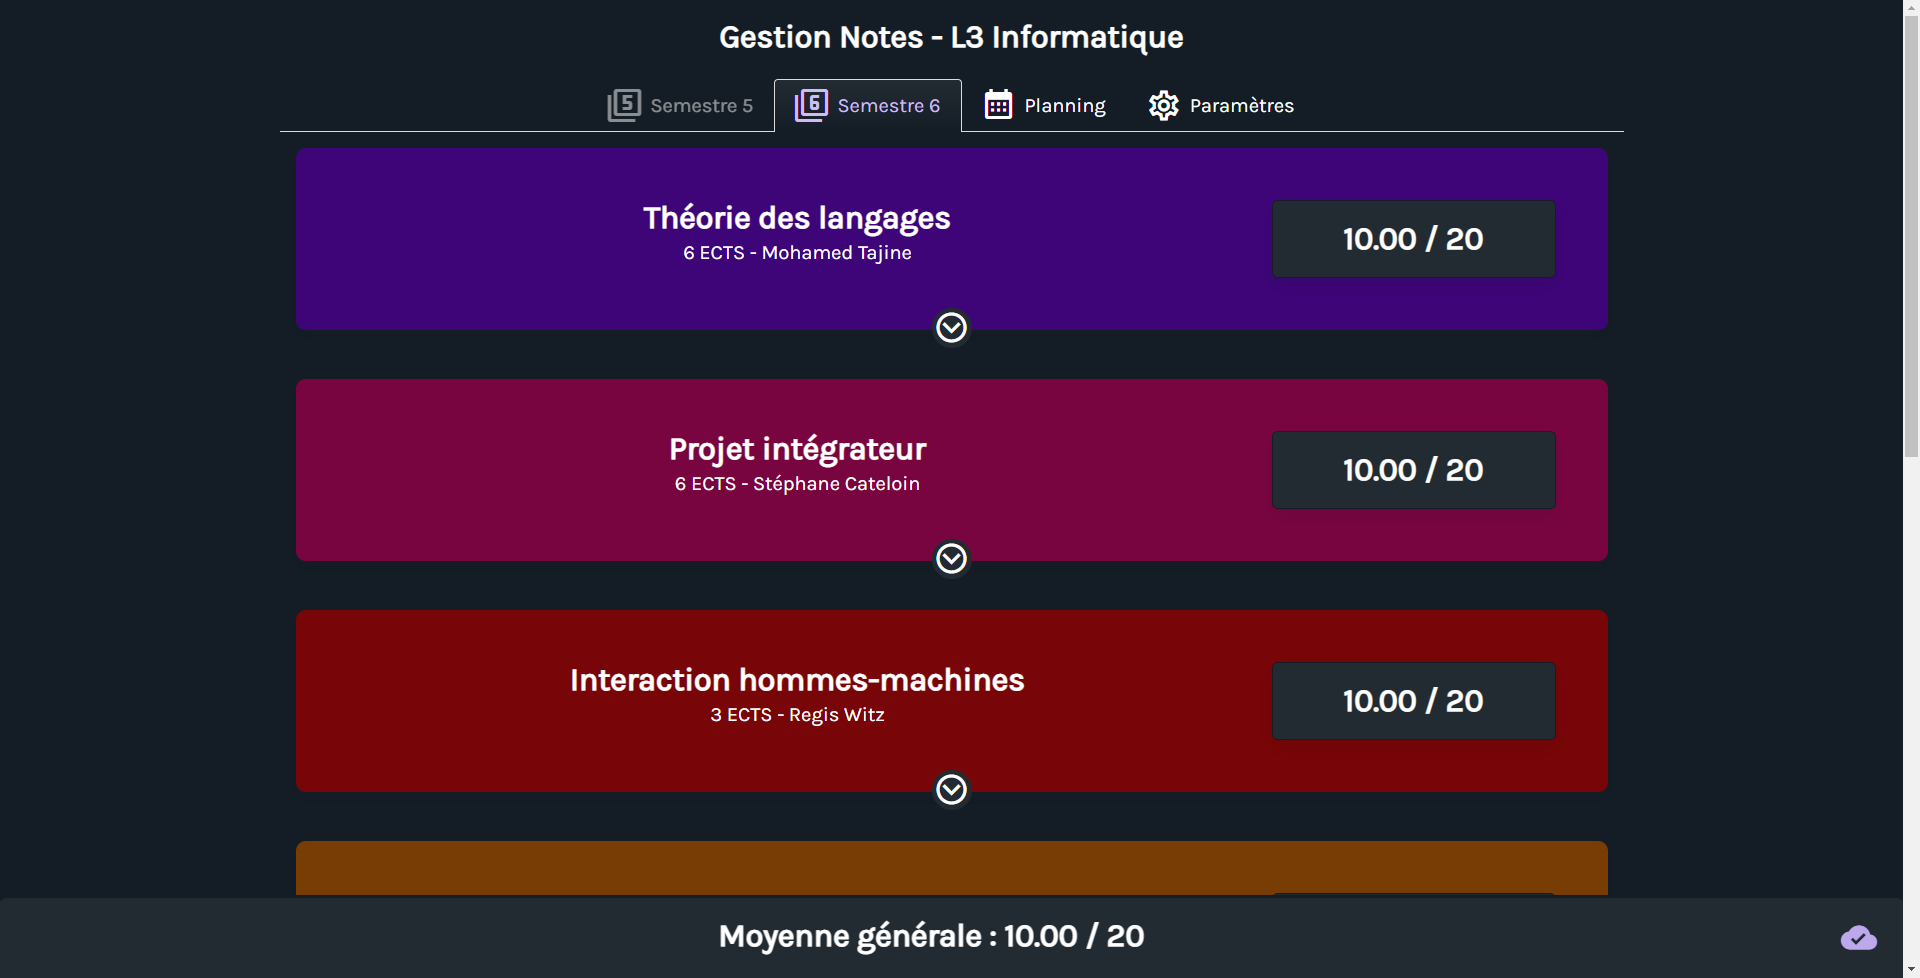 Gestion Notes - L3 Informatique
5 Semestre 5
6 Semestre 6
Planning
Paramètres
Théorie des langages
6 ECTS - Mohamed Tajine
10.00 / 20
Projet intégrateur
6 ECTS - Stéphane Cateloin
10.00 / 20
Interaction hommes-machines
3 ECTS - Regis Witz
10.00 / 20
Moyenne générale : 10.00 / 20